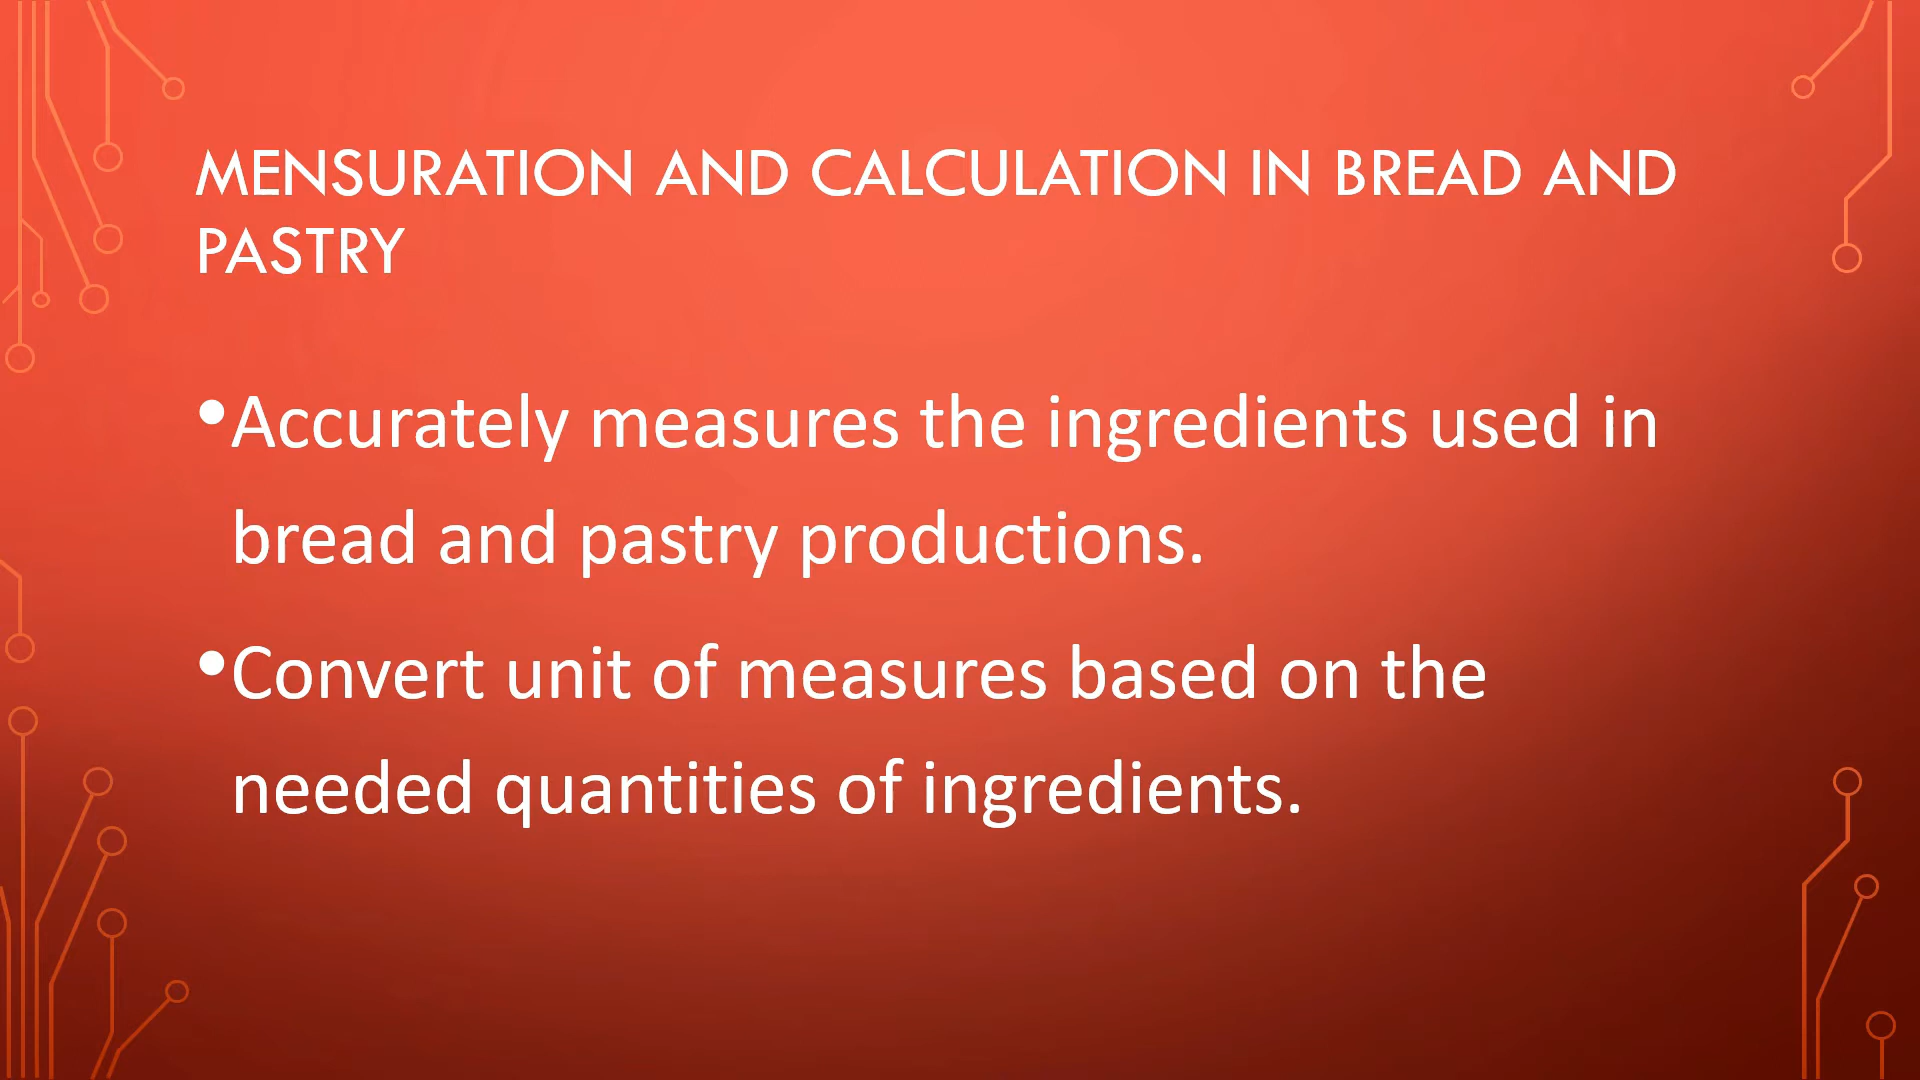 MENSURATION AND CALCULATION IN BREAD AND
PASTRY
•Accurately measures the ingredients used in
bread and pastry productions.
•Convert unit of measures based on the
needed quantities of ingredients.